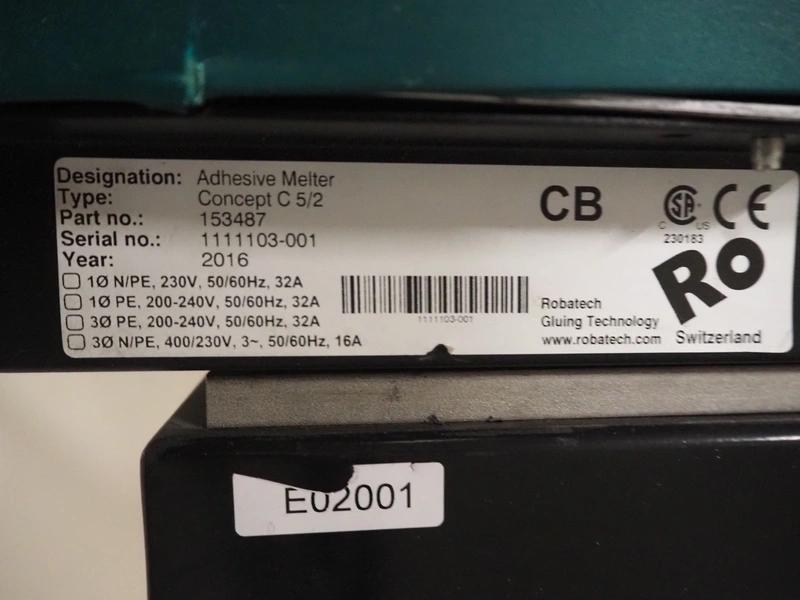 Designation: Adhesive Melter
Type: Concept C 5/2
Part no.: 153487
Serial no.: 1111103-001
Year: 2016
1Ø N/PE, 230V, 50/60Hz, 32A
1Ø PE, 200-240V, 50/60Hz, 32A
3Ø PE, 200-240V, 50/60Hz, 32A
3Ø N/PE, 400/230V, 3~, 50/60Hz, 16A
1111103-001
CB
C SA US
230183
CE
Ro
Robatech
Gluing Technology
www.robatech.com
Switzerland
E02001